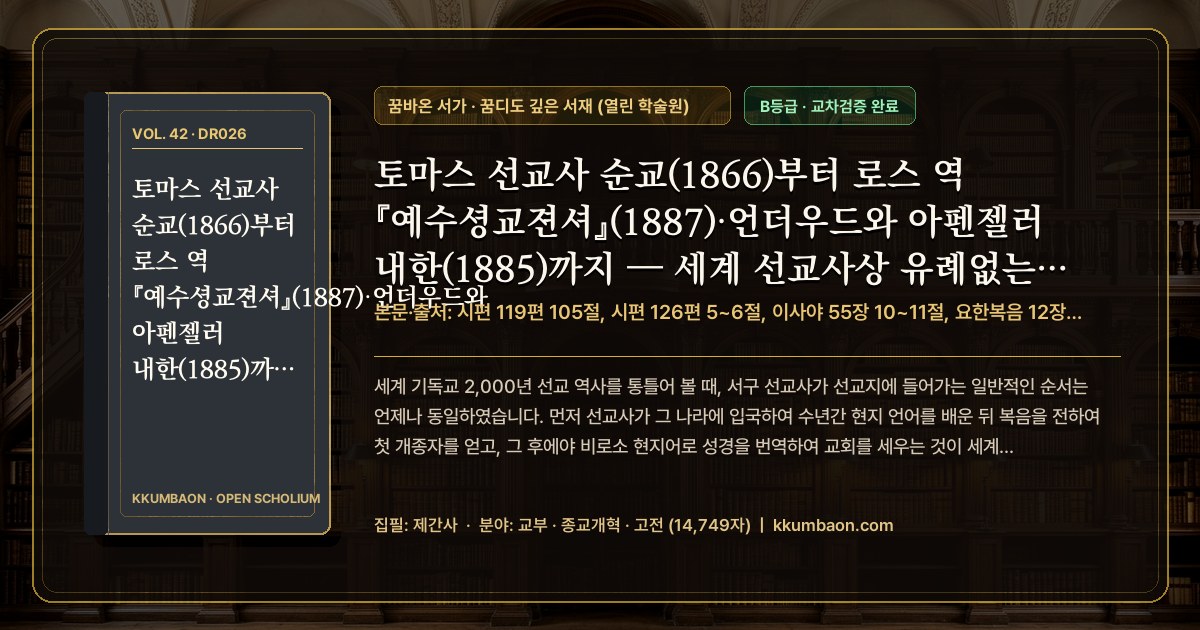 VOL. 42 · DR026
토마스 선교사
순교(1866)부터
로스 역
『예수셩교젼셔』(1887)·언더우드와
아펜젤러
내한(1885)까…
KKUMBAON · OPEN SCHOLIUM
꿈바온 서가 · 꿈디도 깊은 서재 (열린 학술원)
B등급 · 교차검증 완료
토마스 선교사 순교(1866)부터 로스 역
『예수셩교젼셔』(1887)·언더우드와 아펜젤러
내한(1885)까지 — 세계 선교사상 유례없는…
본문·출처: 시편 119편 105절, 시편 126편 5~6절, 이사야 55장 10~11절, 요한복음 12장…
세계 기독교 2,000년 선교 역사를 통틀어 볼 때, 서구 선교사가 선교지에 들어가는 일반적인 순서는
언제나 동일하였습니다. 먼저 선교사가 그 나라에 입국하여 수년간 현지 언어를 배운 뒤 복음을 전하여
첫 개종자를 얻고, 그 후에야 비로소 현지어로 성경을 번역하여 교회를 세우는 것이 세계…
집필: 제간사 · 분야: 교부 · 종교개혁 · 고전 (14,749자) | kkumbaon.com